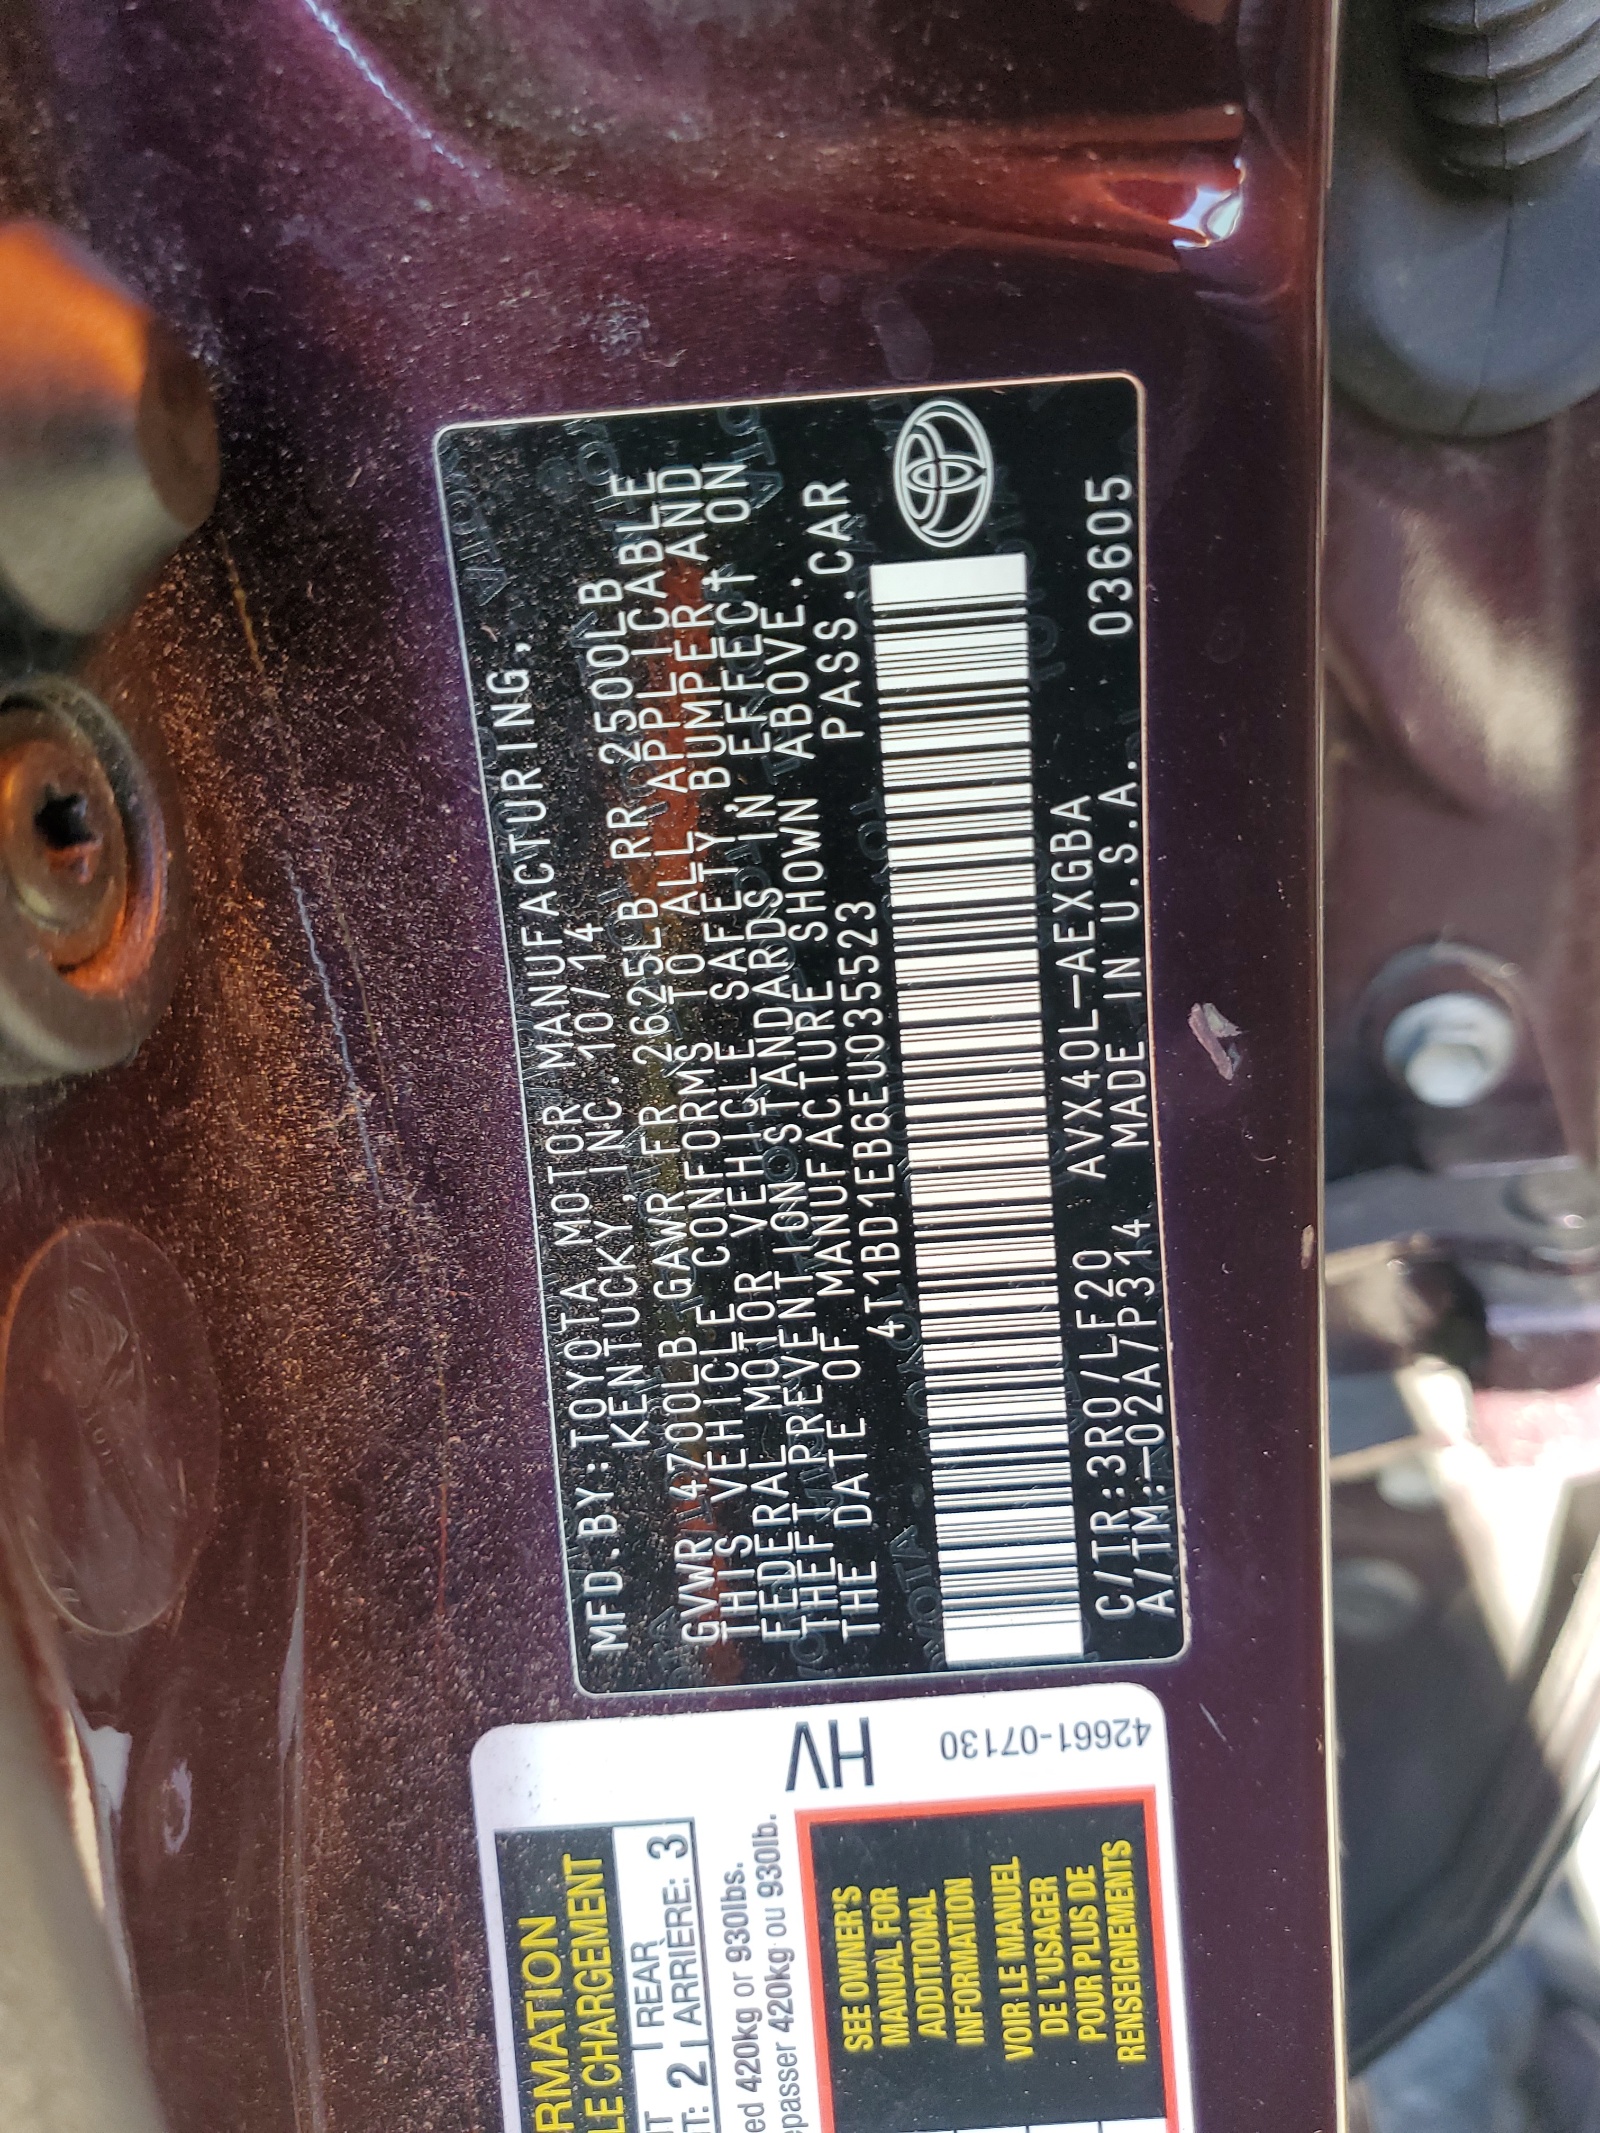 MFD.BY:TOYOTA MOTOR MANUFACTURING,
KENTUCKY,INC. 10/14
GVWR 4700LB GAWR FR 2625LB RR 2500LB
THIS VEHICLE CONFORMS TO ALL APPLICABLE
FEDERAL MOTOR VEHICLE SAFETY BUMPER AND
THEFT PREVENTION STANDARDS IN EFFECT ON
THE DATE OF MANUFACTURE SHOWN ABOVE.
4T1BD1EB6EU035523 PASS.CAR
C/TR:3R0/LF20 AVX40L-AEXGBA
A/TM:-02A/P314 MADE IN U.S.A. 03605
HV
42661-07130
LE CHARGEMENT
REAR
2 ARRIÈRE: 3
420kg or 930lbs.
420kg ou 930lb.
SEE OWNER'S
MANUAL FOR
ADDITIONAL
INFORMATION
VOIR LE MANUEL
DE L'USAGER
POUR PLUS DE
RENSEIGNEMENTS